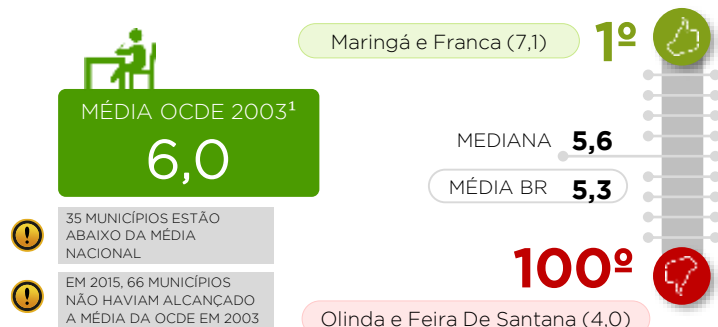 Maringá e Franca (7,1)
1º
MÉDIA OCDE 2003¹
6,0
MEDIANA 5,6
MÉDIA BR 5,3
35 MUNICÍPIOS ESTÃO
ABAIXO DA MÉDIA
NACIONAL
EM 2015, 66 MUNICÍPIOS
NÃO HAVIAM ALCANÇADO
A MÉDIA DA OCDE EM 2003
100º
Olinda e Feira De Santana (4,0)